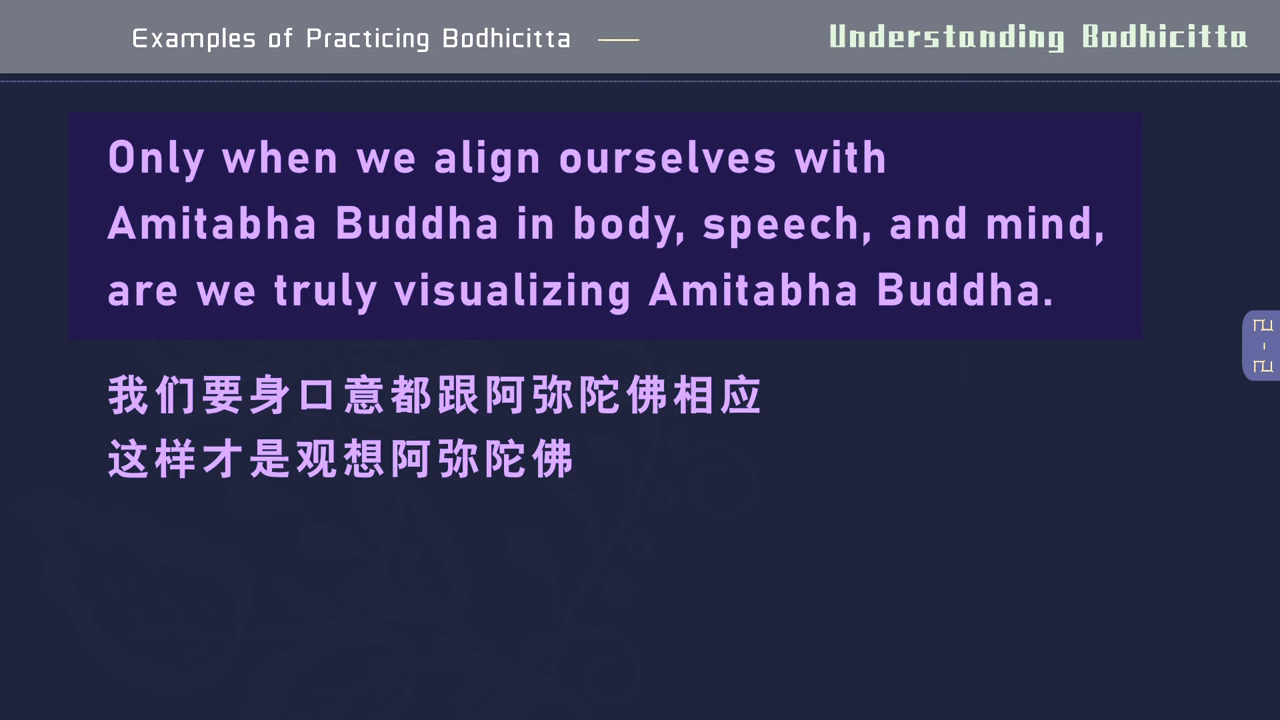 Examples of Practicing Bodhicitta —— Understanding Bodhicitta
Only when we align ourselves with
Amitabha Buddha in body, speech, and mind,
are we truly visualizing Amitabha Buddha.
我们要身口意都跟阿弥陀佛相应
这样才是观想阿弥陀佛